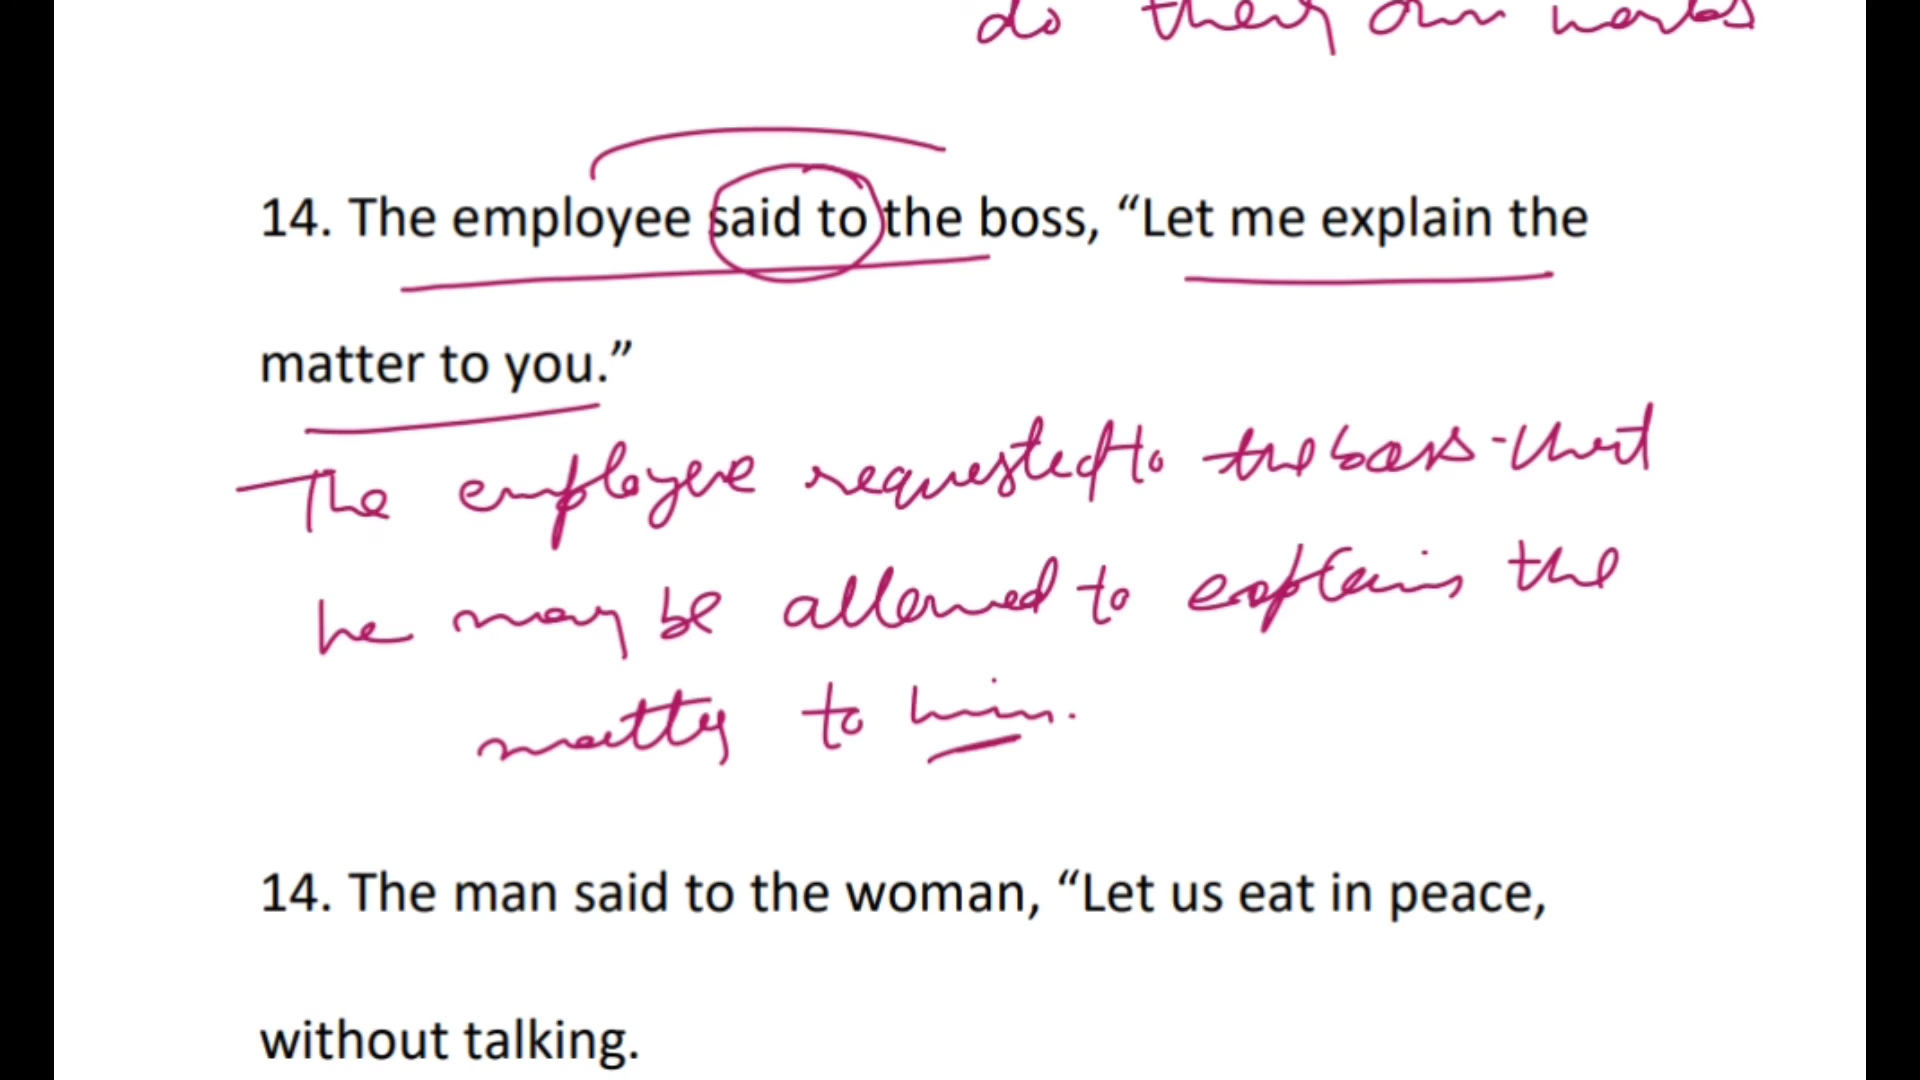 do their own works
14. The employee said to the boss, “Let me explain the
matter to you.”
The employee requested to the boss that
he may be allowed to explain the
matter to him.
14. The man said to the woman, “Let us eat in peace,
without talking.